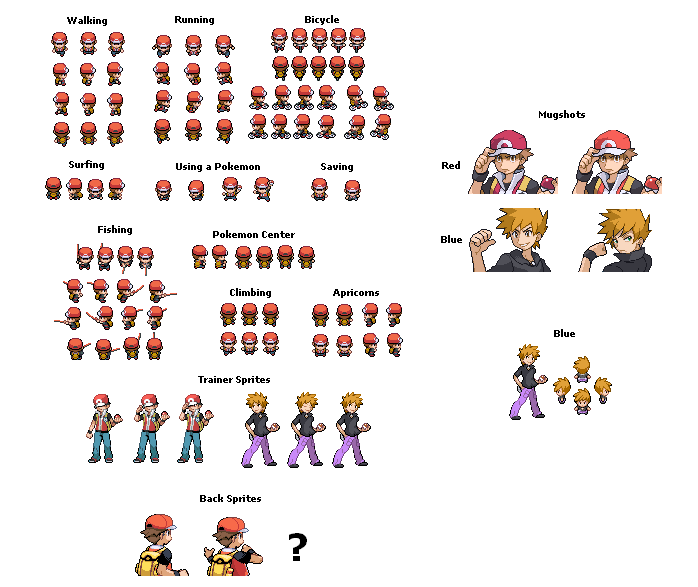 Walking
Running
Bicycle
Surfing
Using a Pokemon
Saving
Fishing
Pokemon Center
Climbing
Apricorns
Trainer Sprites
Back Sprites
?
Mugshots
Red
Blue
Blue